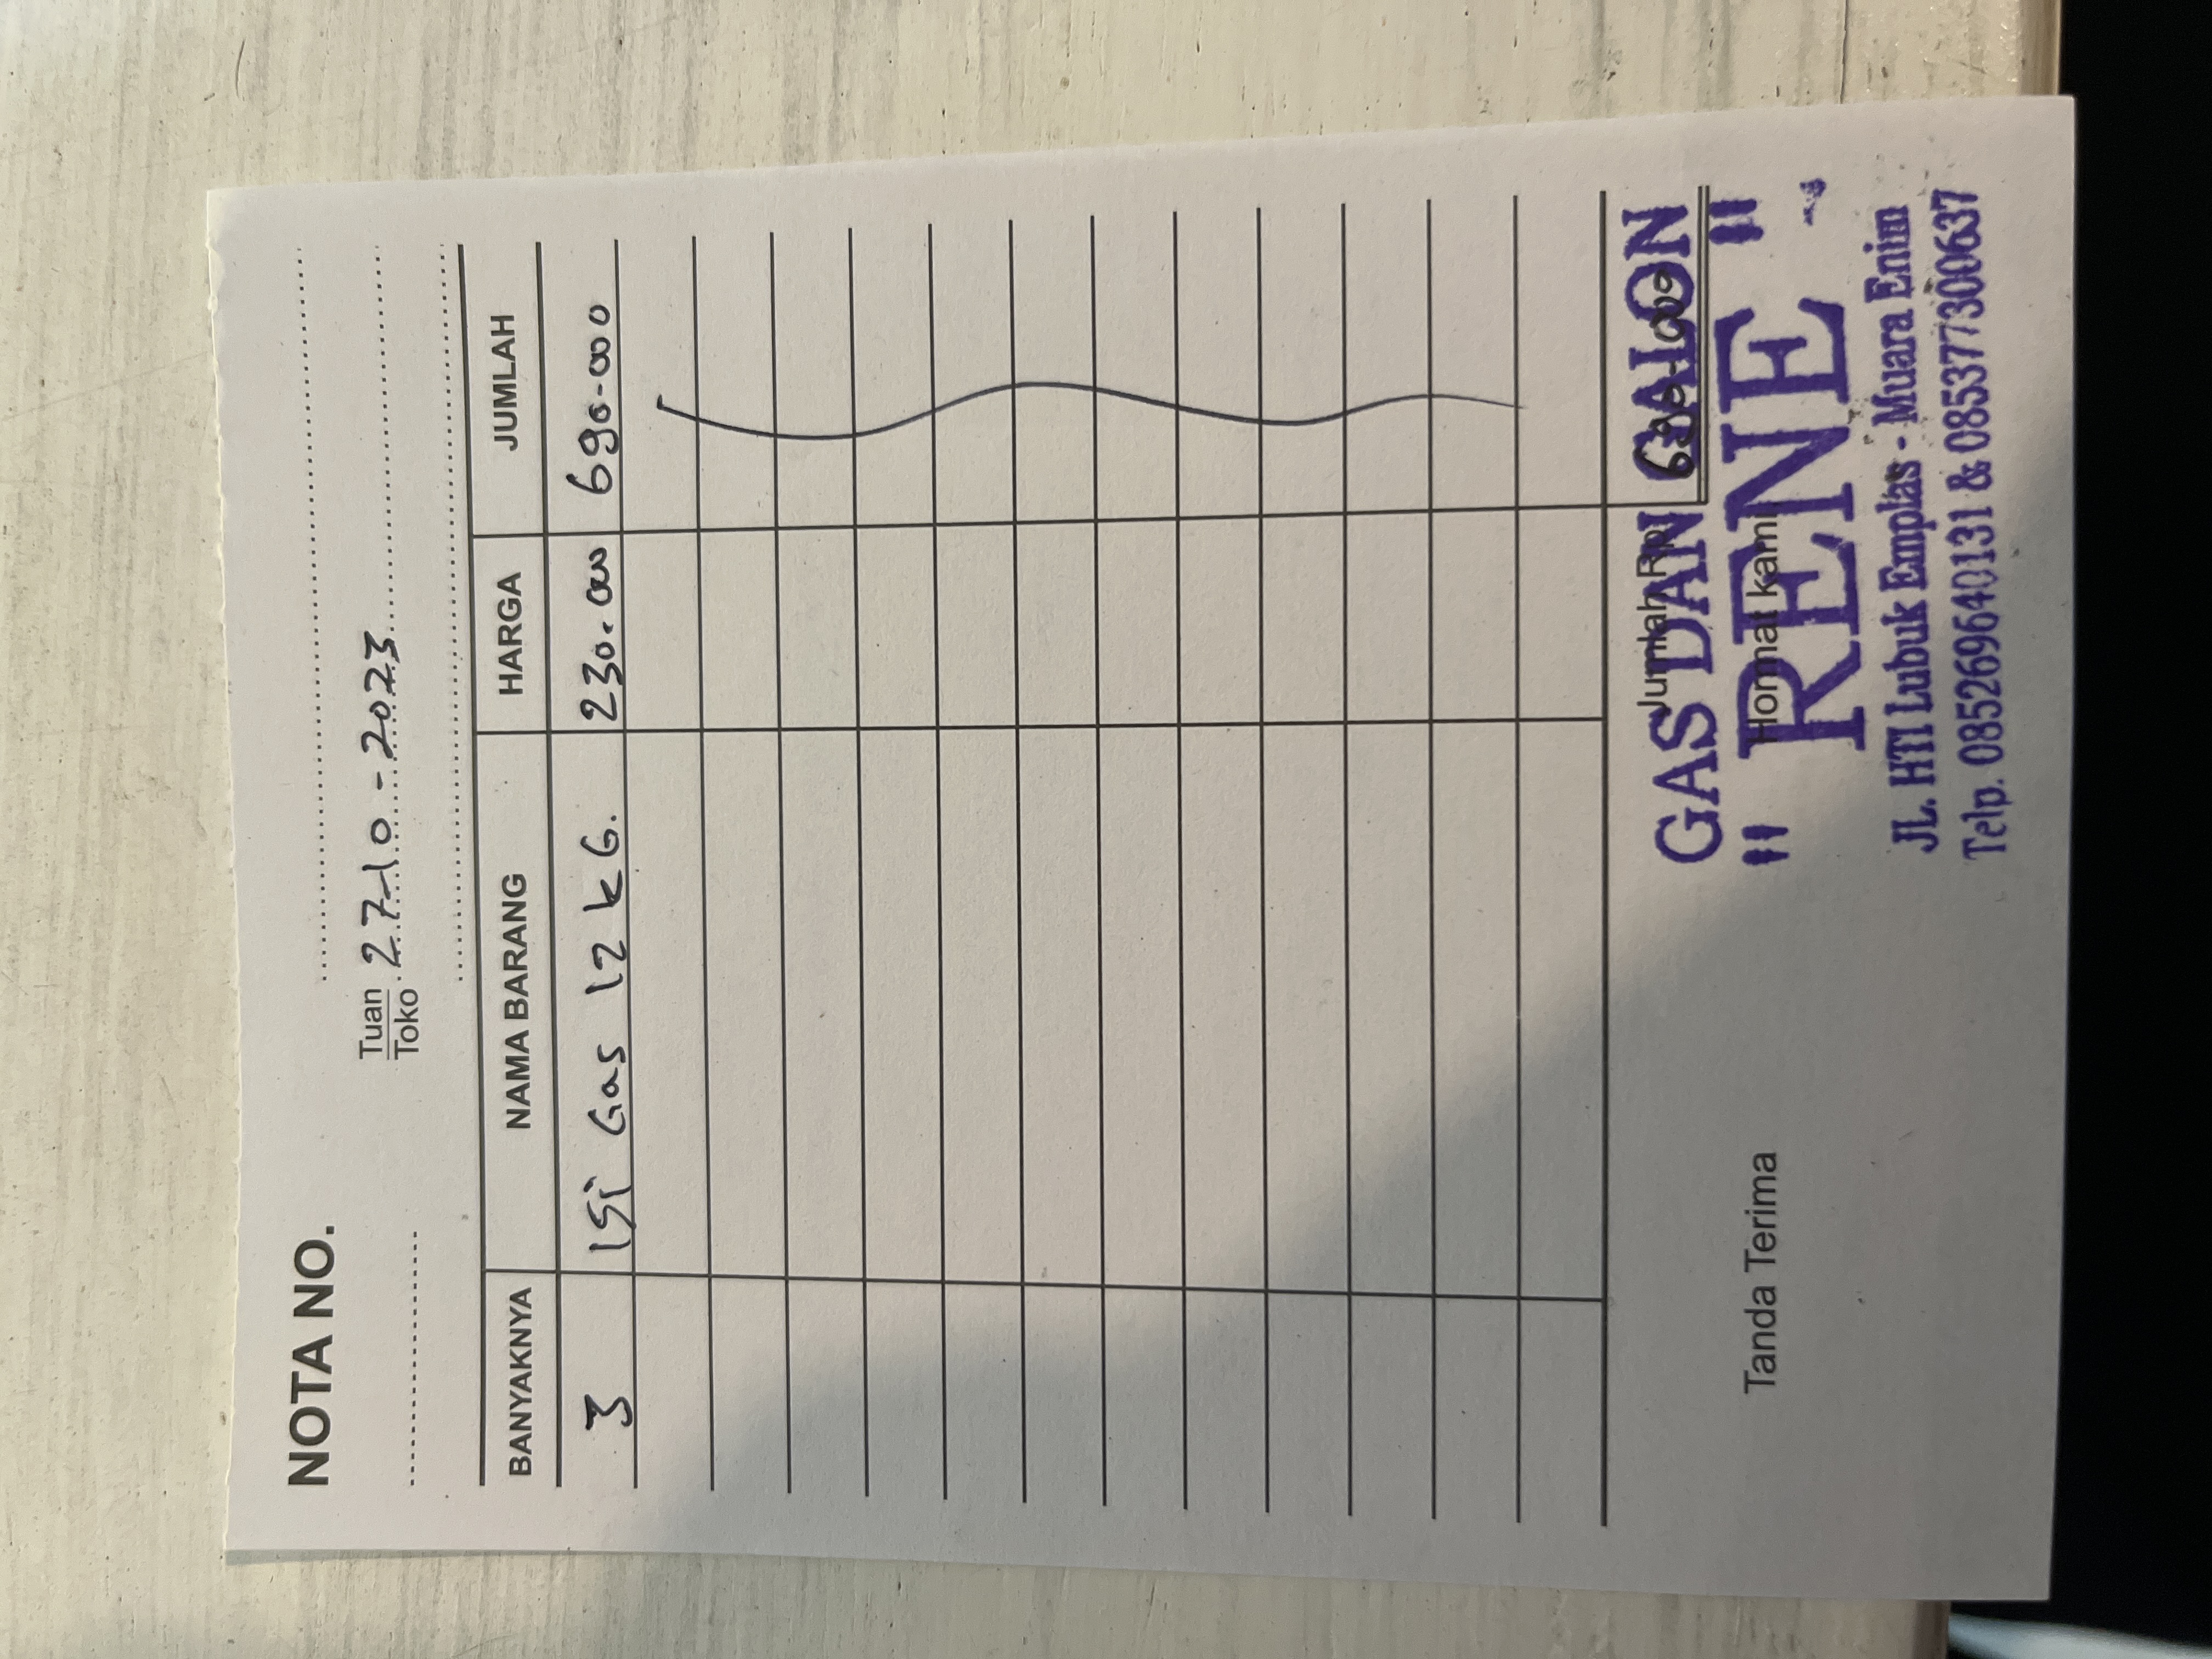 NOTA NO.
Tuan
Toko 27-10-2023
BANYAKNYA NAMA BARANG HARGA JUMLAH
3 Isi Gas 12 kG. 230.000 690.000
Jumlah Rp. 690.000
GAS DAN GALON
Tanda Terima Hormat kami
" RENE "
JL. HTI Lubuk Emplas - Muara Enim
Telp. 085269640131 & 085377300637